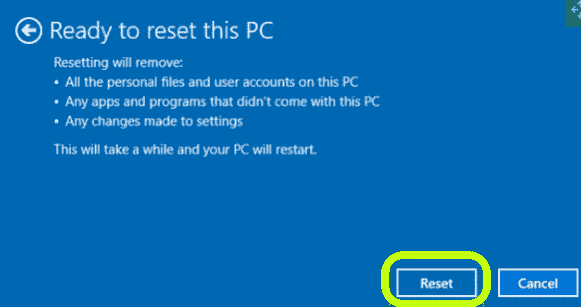 Ready to reset this PC
Resetting will remove:
• All the personal files and user accounts on this PC
• Any apps and programs that didn't come with this PC
• Any changes made to settings
This will take a while and your PC will restart.
Reset Cancel